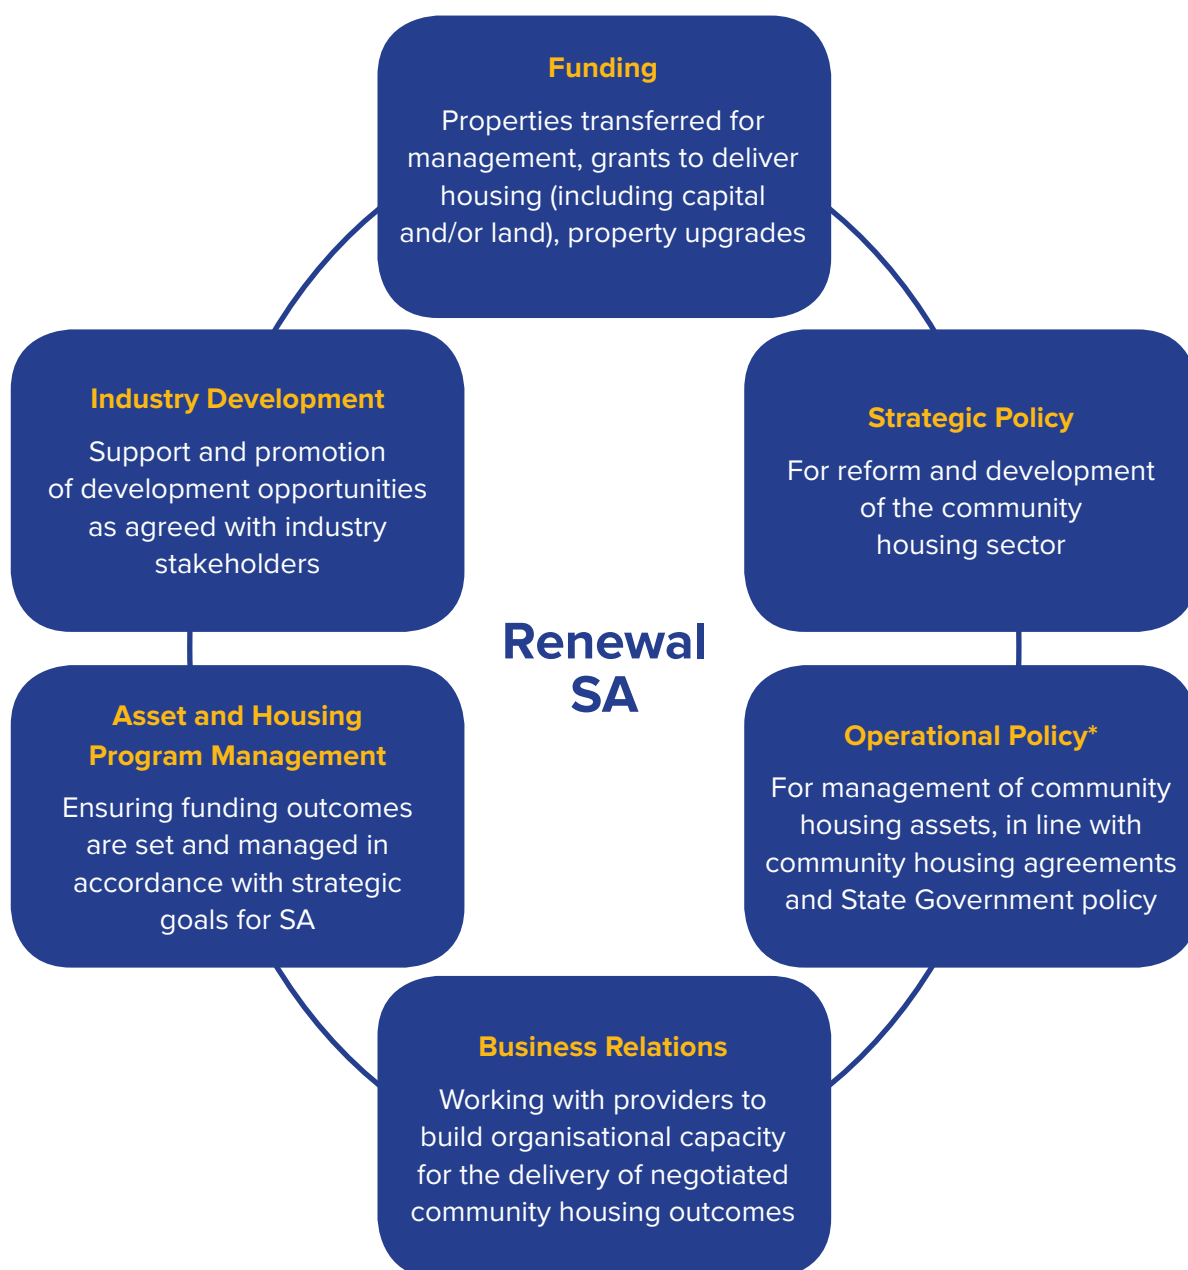 Funding
Properties transferred for
management, grants to deliver
housing (including capital
and/or land), property upgrades
Industry Development
Support and promotion
of development opportunities
as agreed with industry
stakeholders
Strategic Policy
For reform and development
of the community
housing sector
Renewal
SA
Asset and Housing
Program Management
Ensuring funding outcomes
are set and managed in
accordance with strategic
goals for SA
Operational Policy*
For management of community
housing assets, in line with
community housing agreements
and State Government policy
Business Relations
Working with providers to
build organisational capacity
for the delivery of negotiated
community housing outcomes